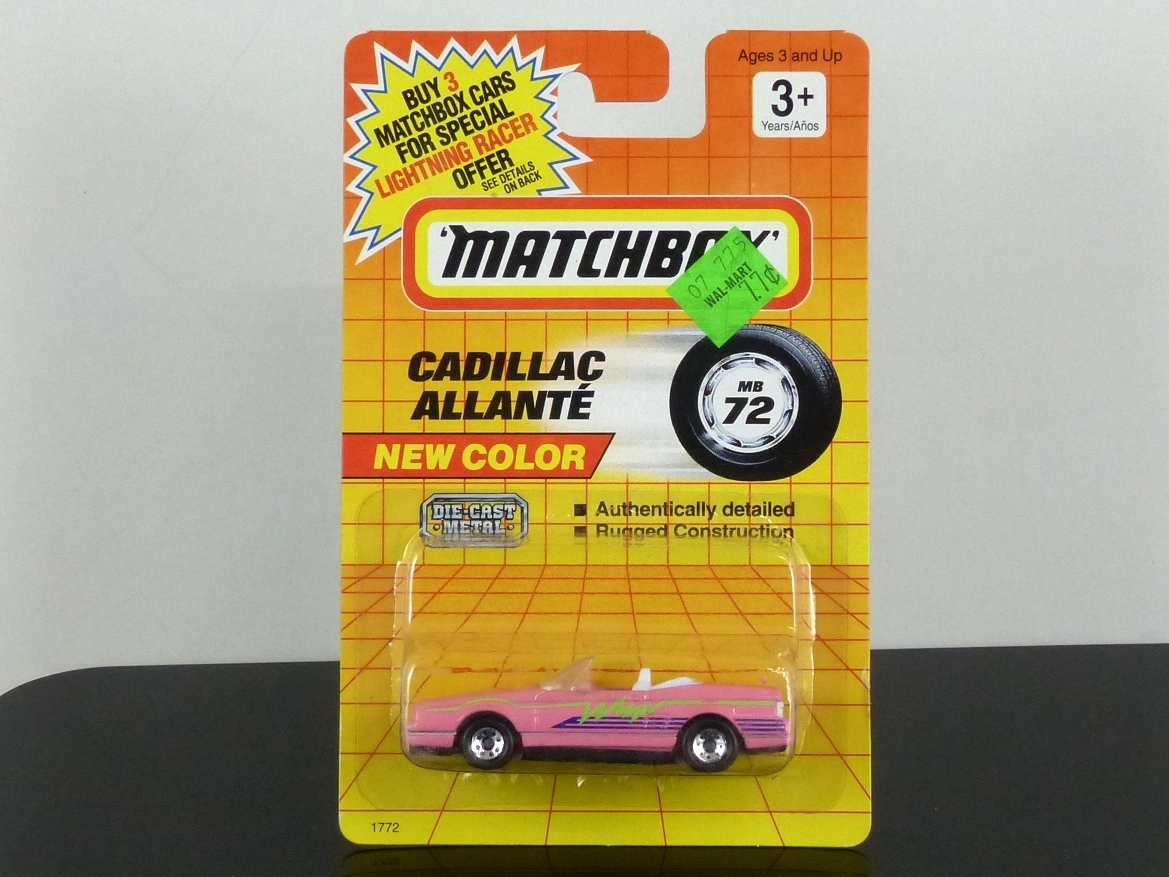 BUY 3
MATCHBOX CARS
FOR SPECIAL
LIGHTNING RACER
OFFER
SEE DETAILS
ON BACK
Ages 3 and Up
3+
Years/Años
'MATCHBOX'
07 775
WAL-MART
77¢
CADILLAC
ALLANTÉ
MB
72
NEW COLOR
DIE-CAST
METAL
■ Authentically detailed
■ Rugged Construction
1772